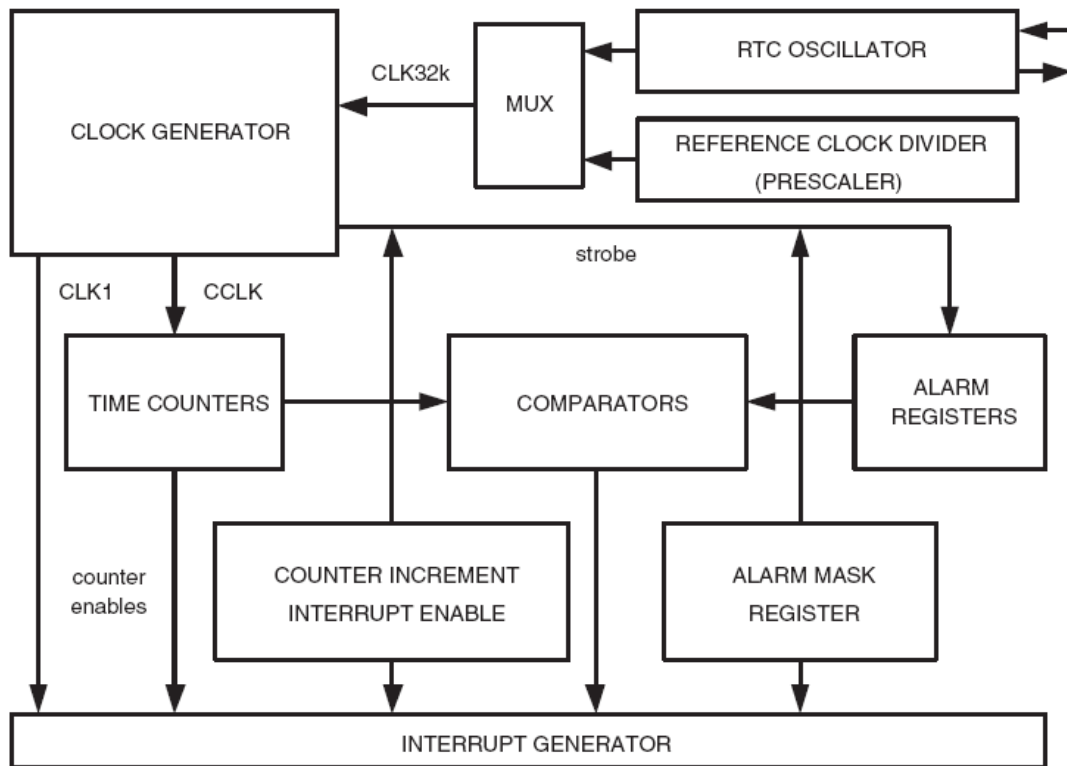 RTC OSCILLATOR
CLK32k
MUX
CLOCK GENERATOR
REFERENCE CLOCK DIVIDER
(PRESCALER)
strobe
CLK1
CCLK
TIME COUNTERS
COMPARATORS
ALARM
REGISTERS
counter
enables
COUNTER INCREMENT
INTERRUPT ENABLE
ALARM MASK
REGISTER
INTERRUPT GENERATOR